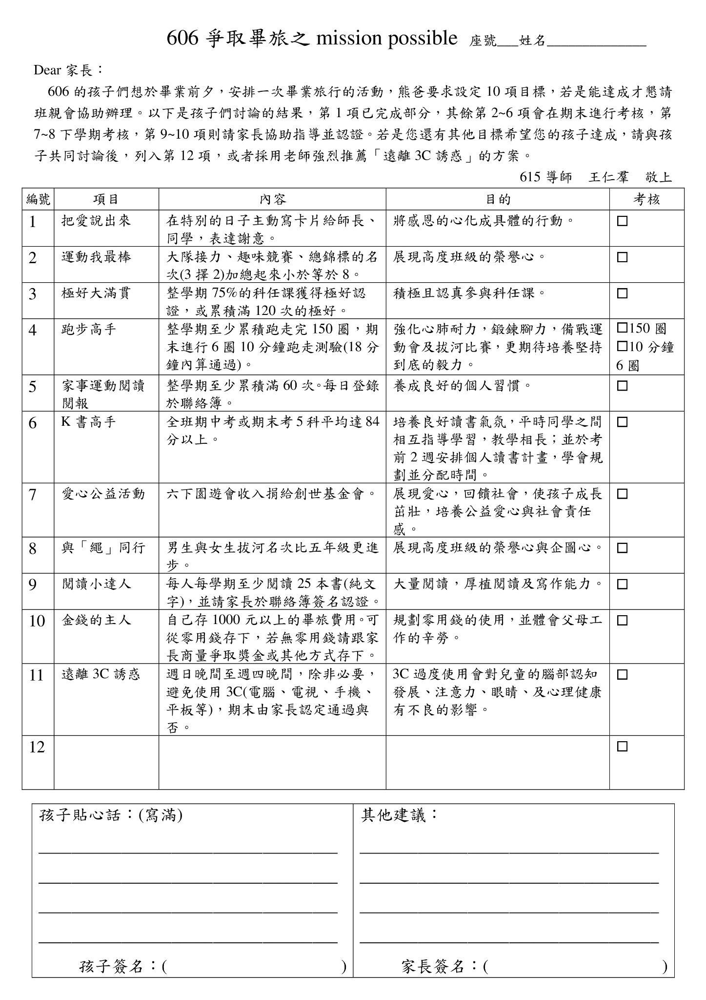 606 爭取畢旅之 mission possible 座號___姓名______________
Dear 家長：
606 的孩子們想於畢業前夕，安排一次畢業旅行的活動，熊爸要求設定 10 項目標，若是能達成才懇請
班親會協助辦理。以下是孩子們討論的結果，第 1 項已完成部分，其餘第 2~6 項會在期末進行考核，第
7~8 下學期考核，第 9~10 項則請家長協助指導並認證。若是您還有其他目標希望您的孩子達成，請與孩
子共同討論後，列入第 12 項，或者採用老師強烈推薦「遠離 3C 誘惑」的方案。
615 導師 王仁羣 敬上
編號 項目 內容 目的 考核
1 把愛說出來 在特別的日子主動寫卡片給師長、 將感恩的心化成具體的行動。 □
同學，表達謝意。
2 運動我最棒 大隊接力、趣味競賽、總錦標的名 展現高度班級的榮譽心。 □
次(3 擇 2)加總起來小於等於 8。
3 極好大滿貫 整學期 75%的科任課獲得極好認 積極且認真參與科任課。 □
證，或累積滿 120 次的極好。
4 跑步高手 整學期至少累積跑走完 150 圈，期 強化心肺耐力，鍛鍊腳力，備戰運 □150 圈
末進行 6 圈 10 分鐘跑走測驗(18 分 動會及拔河比賽，更期待培養堅持 □10 分鐘
鐘內算通過)。 到底的毅力。 6 圈
5 家事運動閱讀 整學期至少累積滿 60 次。每日登錄 養成良好的個人習慣。 □
閱報 於聯絡簿。
6 K 書高手 全班期中考或期末考 5 科平均達 84 培養良好讀書氣氛，平時同學之間 □
分以上。 相互指導學習，教學相長；並於考
前 2 週安排個人讀書計畫，學會規
劃並分配時間。
7 愛心公益活動 六下園遊會收入捐給創世基金會。 展現愛心，回饋社會，使孩子成長 □
茁壯，培養公益愛心與社會責任
感。
8 與「繩」同行 男生與女生拔河名次比五年級更進 展現高度班級的榮譽心與企圖心。 □
步。
9 閱讀小達人 每人每學期至少閱讀 25 本書(純文 大量閱讀，厚植閱讀及寫作能力。 □
字)，並請家長於聯絡簿簽名認證。
10 金錢的主人 自己存 1000 元以上的畢旅費用。可 規劃零用錢的使用，並體會父母工 □
從零用錢存下，若無零用錢請跟家 作的辛勞。
長商量爭取獎金或其他方式存下。
11 遠離 3C 誘惑 週日晚間至週四晚間，除非必要， 3C 過度使用會對兒童的腦部認知 □
避免使用 3C(電腦、電視、手機、 發展、注意力、眼睛、及心理健康
平板等)，期末由家長認定通過與 有不良的影響。
否。
12 □
孩子貼心話：(寫滿) 其他建議：
孩子簽名：( ) 家長簽名：( )